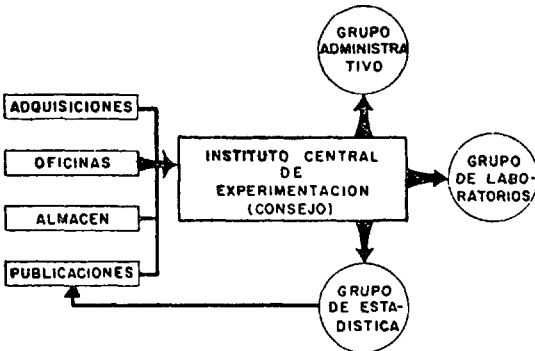 GRUPO
ADMINISTRA
TIVO
ADQUISICIONES
OFICINAS
ALMACEN
PUBLICACIONES
INSTITUTO CENTRAL
DE
EXPERIMENTACION
(CONSEJO)
GRUPO
DE LABO-
RATORIOS
GRUPO
DE ESTA-
DISTICA